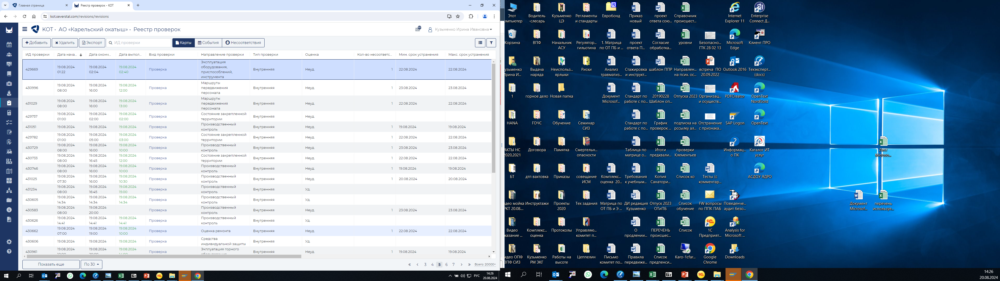 Главная страница
Реестр проверок - КОТ
kot.severstal.com/revisions/revisions
КОТ · АО «Карельский окатыш» · Реестр проверок
Кузьменко Ирина Ивановна
Добавить
Удалить
Экспорт
ИД проверки
Карты
События
Несоответствия
ИД проверки Дата нача... Дата оконч... Дата выпол... Вид проверки Направление проверки Тип проверки Оценка Кол-во несоответс... Мин. срок устранения Макс. срок устранения
429669 19.08.2024 01:22 19.08.2024 02:04 19.08.2024 02:40 Проверка Эксплуатация оборудования, приспособлений, инструмента Внутренняя Неуд. 1 22.08.2024 22.08.2024
430996 19.08.2024 08:00 19.08.2024 16:00 19.08.2024 12:00 Проверка Маршруты передвижения персонала Внутренняя Неуд. 1 23.08.2024 23.08.2024
431029 19.08.2024 08:00 19.08.2024 16:00 19.08.2024 13:00 Проверка Маршруты передвижения персонала Внутренняя Неуд. 1 22.08.2024 22.08.2024
429757 19.08.2024 01:00 19.08.2024 02:00 19.08.2024 02:00 Проверка Состояние закрепленной территории Внутренняя Неуд.
431051 19.08.2024 19.08.2024 19.08.2024 Проверка Производственный контроль Внутренняя Неуд. 1 19.08.2024 19.08.2024
429782 19.08.2024 01:00 19.08.2024 05:00 19.08.2024 03:00 Проверка Состояние закрепленной территории Внутренняя Неуд. 1 22.08.2024 22.08.2024
430729 19.08.2024 08:00 19.08.2024 16:00 19.08.2024 10:00 Проверка Производственный контроль Внутренняя Неуд. 1 23.08.2024 23.08.2024
430733 19.08.2024 08:00 19.08.2024 16:45 19.08.2024 12:00 Проверка Состояние закрепленной территории Внутренняя Неуд. 1 22.08.2024 22.08.2024
430746 19.08.2024 08:00 19.08.2024 16:00 19.08.2024 10:00 Проверка Производственный контроль Внутренняя Неуд. 1 19.08.2024 19.08.2024
431025 19.08.2024 07:30 19.08.2024 16:00 19.08.2024 10:30 Проверка Производственный контроль Внутренняя Неуд. 1 20.08.2024 20.08.2024
431234 19.08.2024 08:00 19.08.2024 16:45 19.08.2024 15:00 Проверка Производственный контроль Внутренняя Уд.
430605 19.08.2024 14:34 19.08.2024 14:34 19.08.2024 14:34 Проверка Производственный контроль Внутренняя Уд.
430583 19.08.2024 08:00 19.08.2024 20:00 Проверка Производственный контроль Внутренняя Неуд. 1 23.08.2024 23.08.2024
430626 19.08.2024 14:41 19.08.2024 14:41 19.08.2024 14:41 Проверка Производственный контроль Внутренняя Уд.
430662 19.08.2024 07:00 19.08.2024 19:00 19.08.2024 10:00 Проверка Оценка ремонта Внутренняя Неуд. 1 22.08.2024 22.08.2024
430606 19.08.2024 19.08.2024 19.08.2024 Проверка Средства индивидуальной защиты Внутренняя Уд.
430961 19.08.2024 19.08.2024 19.08.2024 Проверка Экплуатация горного Внутренняя Неуд. 1 19.08.2024 19.08.2024
Показать еще
По 30
3 4 5 6 7
Всего: 20000+
РУС
14:26
20.08.2024
Этот Водитель -слесарь Кузьменко ЦЭ Регламенты и стандарты Евробонд Приказ новый проект ответа сою... Справочник происшест... Internet Explorer 11 Enterprise Connect Д...
Корзина ВПФ Начальник АСУ Регулятор... гильотина 1. Матрица по ОТ ПБ и ... проект ответа П... Согласие обработка... уровни Безопасно... ГТК 28 02 13 Microsoft Edge Клиент ПРО
Выдача наряда Неиспольз... ярлыки Риски Анализ травматиз... Стажировка и инструкт... шаблон ППР Направлен... на псих. ос... встреча ПО 20.09.2022 Outlook 2016 Техэксперт... (docs)
1 горное дело Новая папка Документ Microsof... Стандарт по работе с по... 20190228 Шаблон оп... Отпуска 2023 Организац... и осуществ... PDFCreator OpenText NordGold
HANA ГОЧС Обучение Семинар СИЗ Стандарт по работе с по... График проверок ... подписка на рссылку ал... Отстранение с признака... SAP Logon OpenText
АКТЫ НС 2020,2021 Договора Памятка Смертельн... опасности Таблица по матрице о... Итоги предквали... проверки Клементьев Информац... о ПК Каталог ИТ услуг Лист Microso...
БТ дтп вахтовка Приказы совещание ИСМ Комплекс... оценка 20... Требования к учебным... Копия Санатори... Список ко Тесты (с комментар... АСДОУ ЯДРО
мойка 20.08.... Инструктажи Проекты 2020 Тех задания Матрица по ОТ ПБ и Э ... ДИ редакция Кузьменко Отпуск 2023 ОТиПБ Список обучение FW вопросы по ППК ПАБ Поведенче... аудит безо... Документ Microsof... перечень используе...
Видео Комплекс... оценка Протоколы Управляю... комитет п... О продлении... ПЕРЕЧЕНЬ происшес... Список 1С Предприят... Analysis for Microsoft ...
ОПФ ВПФ СИЗ Кузьменко РМ ЭКГ Работы на высоте Цеппелин Письмо комитет по... Правила передвиже... Список предпенси... Karo-1cfar... Google Chrome Downloads
14:26
20.08.2024